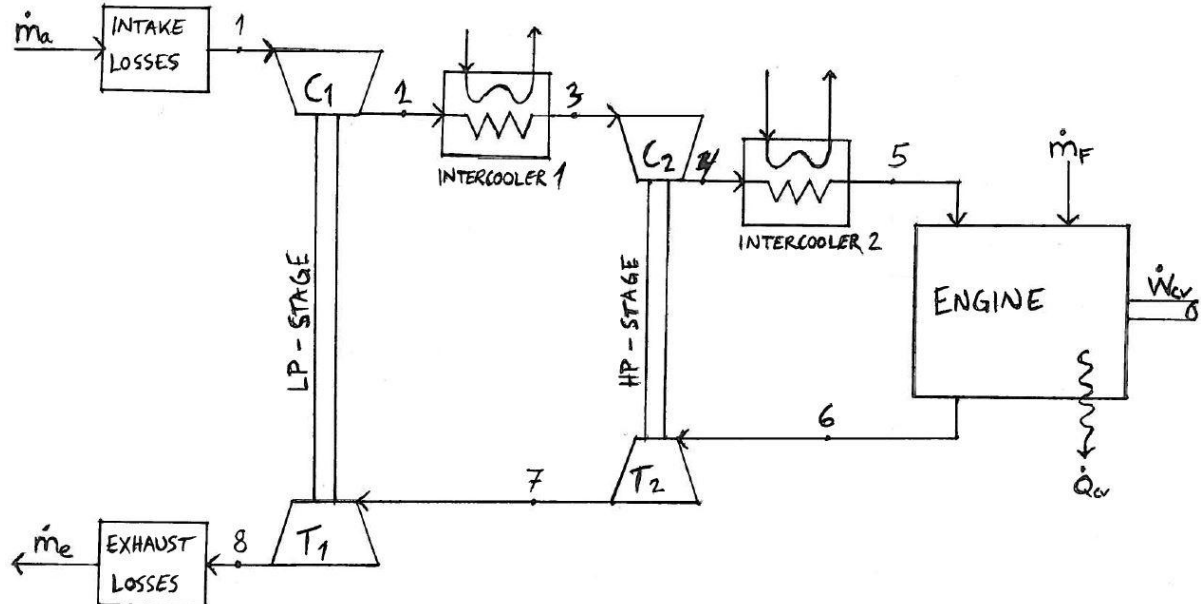 ṁa
INTAKE
LOSSES
1
C1
2
3
INTERCOOLER 1
C2
4
5
INTERCOOLER 2
ṁF
ENGINE
Ẇcv
Q̇cv
LP-STAGE
HP-STAGE
6
T2
7
T1
8
EXHAUST
LOSSES
ṁe